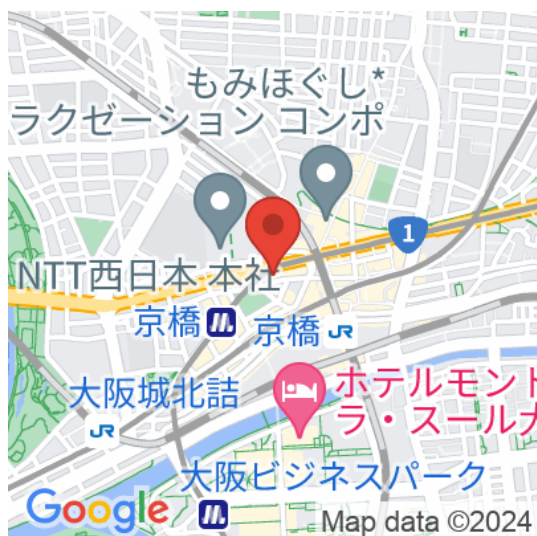 もみほぐし*
ラクゼーション コンポ
1
NTT西日本 本社
京橋
京橋 JR
大阪城北詰
JR
ホテルモント
ラ・スール大
大阪ビジネスパーク
Google
Map data ©2024